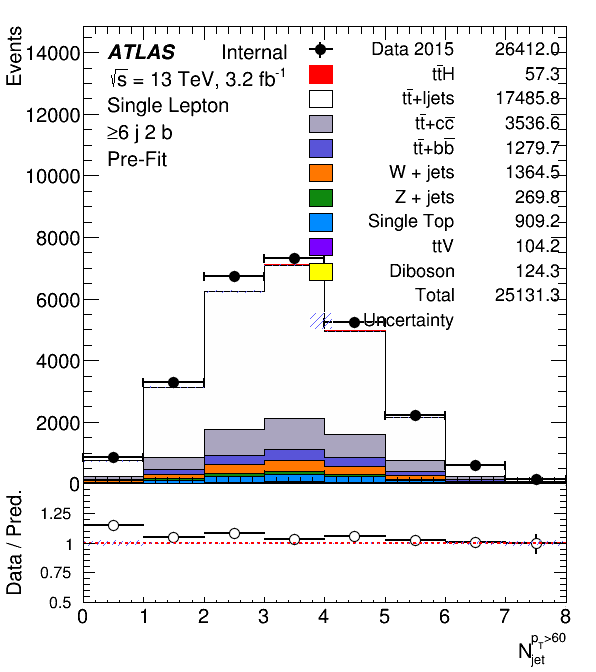 Events
14000
12000
10000
8000
6000
4000
2000
0
ATLAS Internal
√s = 13 TeV, 3.2 fb⁻¹
Single Lepton
≥6 j 2 b
Pre-Fit
Data 2015 26412.0
tt̄H 57.3
tt̄+ljets 17485.8
tt̄+cc̄ 3536.6
tt̄+bb̄ 1279.7
W + jets 1364.5
Z + jets 269.8
Single Top 909.2
ttV 104.2
Diboson 124.3
Total 25131.3
Uncertainty
Data / Pred.
1.25
1
0.75
0.5
0 1 2 3 4 5 6 7 8
N_jet^{p_T>60}